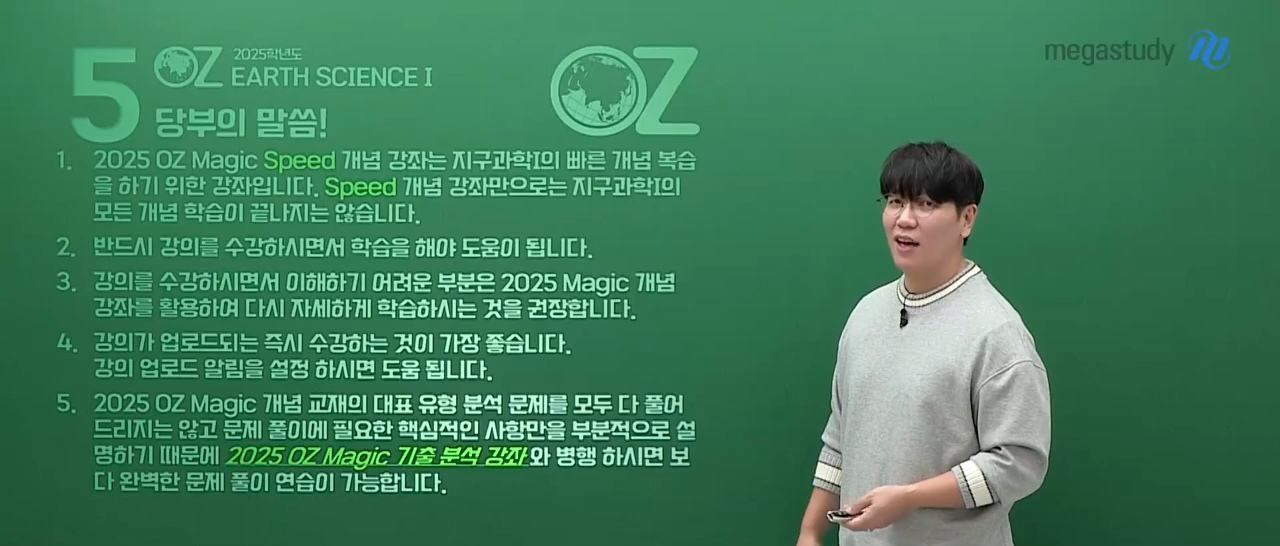 megastudy
5
OZ
2025학년도
EARTH SCIENCE I
당부의 말씀!
OZ
1. 2025 OZ Magic Speed 개념 강좌는 지구과학I의 빠른 개념 복습
을 하기 위한 강좌입니다. Speed 개념 강좌만으로는 지구과학I의
모든 개념 학습이 끝나지는 않습니다.
2. 반드시 강의를 수강하시면서 학습을 해야 도움이 됩니다.
3. 강의를 수강하시면서 이해하기 어려운 부분은 2025 Magic 개념
강좌를 활용하여 다시 자세하게 학습하시는 것을 권장합니다.
4. 강의가 업로드되는 즉시 수강하는 것이 가장 좋습니다.
강의 업로드 알림을 설정 하시면 도움 됩니다.
5. 2025 OZ Magic 개념 교재의 대표 유형 분석 문제를 모두 다 풀어
드리지는 않고 문제 풀이에 필요한 핵심적인 사항만을 부분적으로 설
명하기 때문에 2025 OZ Magic 기출 분석 강좌와 병행 하시면 보
다 완벽한 문제 풀이 연습이 가능합니다.